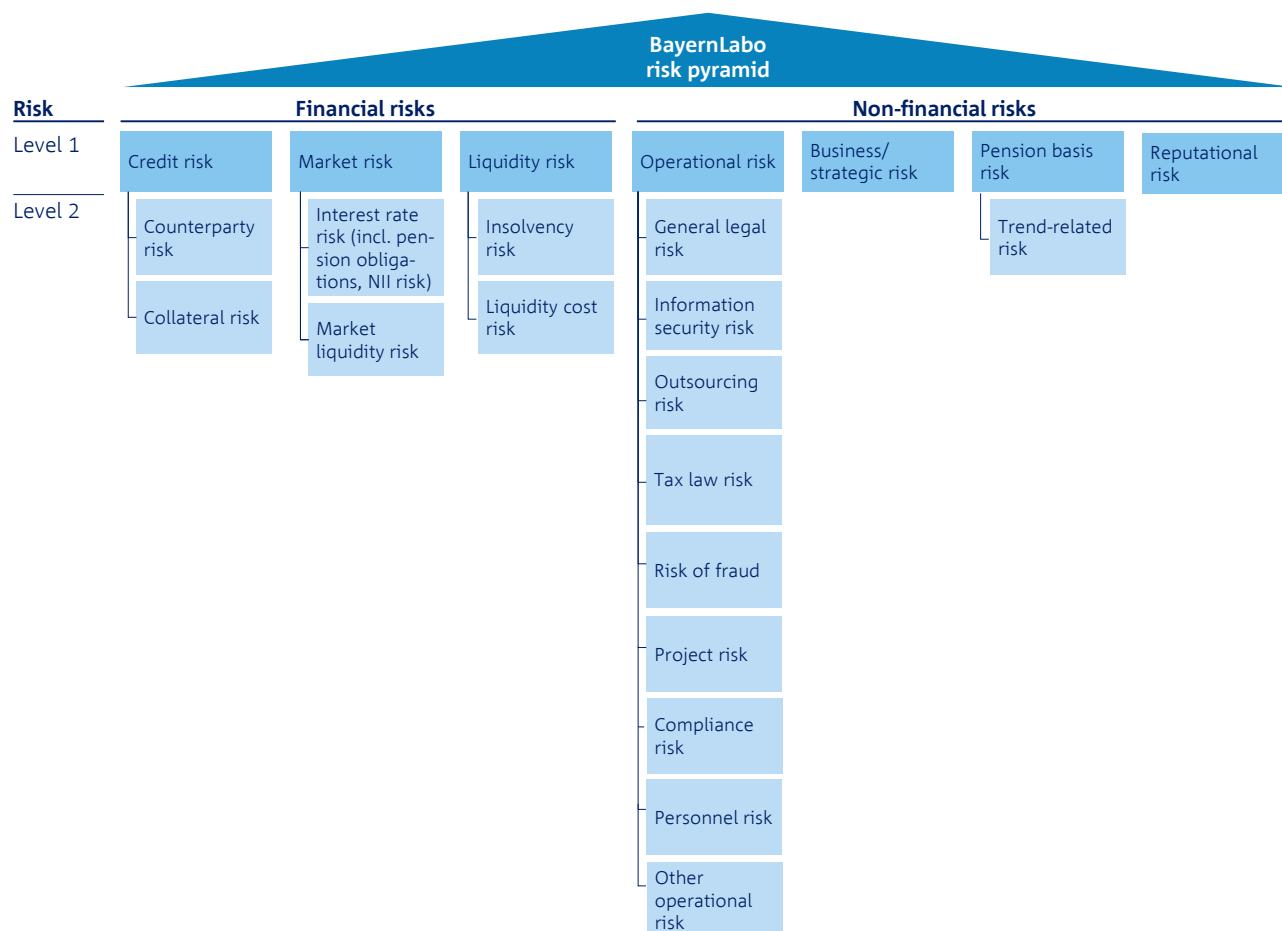 BayernLabo
risk pyramid
Risk
Financial risks
Non-financial risks
Level 1
Credit risk
Market risk
Liquidity risk
Operational risk
Business/
strategic risk
Pension basis
risk
Reputational
risk
Level 2
Counterparty
risk
Collateral risk
Interest rate
risk (incl. pen-
sion obliga-
tions, NII risk)
Market
liquidity risk
Insolvency
risk
Liquidity cost
risk
General legal
risk
Information
security risk
Outsourcing
risk
Tax law risk
Risk of fraud
Project risk
Compliance
risk
Personnel risk
Other
operational
risk
Trend-related
risk